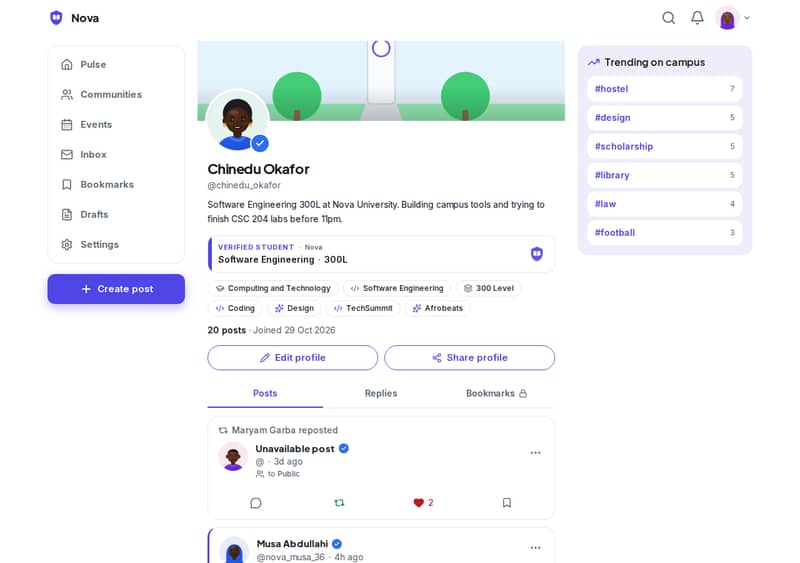 Nova
Pulse
Communities
Events
Inbox
Bookmarks
Drafts
Settings
Create post
Chinedu Okafor
@chinedu_okafor
Software Engineering 300L at Nova University. Building campus tools and trying to
finish CSC 204 labs before 11pm.
VERIFIED STUDENT · Nova
Software Engineering · 300L
Computing and Technology
Software Engineering
300 Level
Coding
Design
TechSummit
Afrobeats
20 posts · Joined 29 Oct 2026
Edit profile
Share profile
Posts
Replies
Bookmarks
Maryam Garba reposted
Unavailable post
@ · 3d ago
to Public
2
Musa Abdullahi
@nova_musa_36 · 4h ago
Trending on campus
#hostel 7
#design 5
#scholarship 5
#library 5
#law 4
#football 3